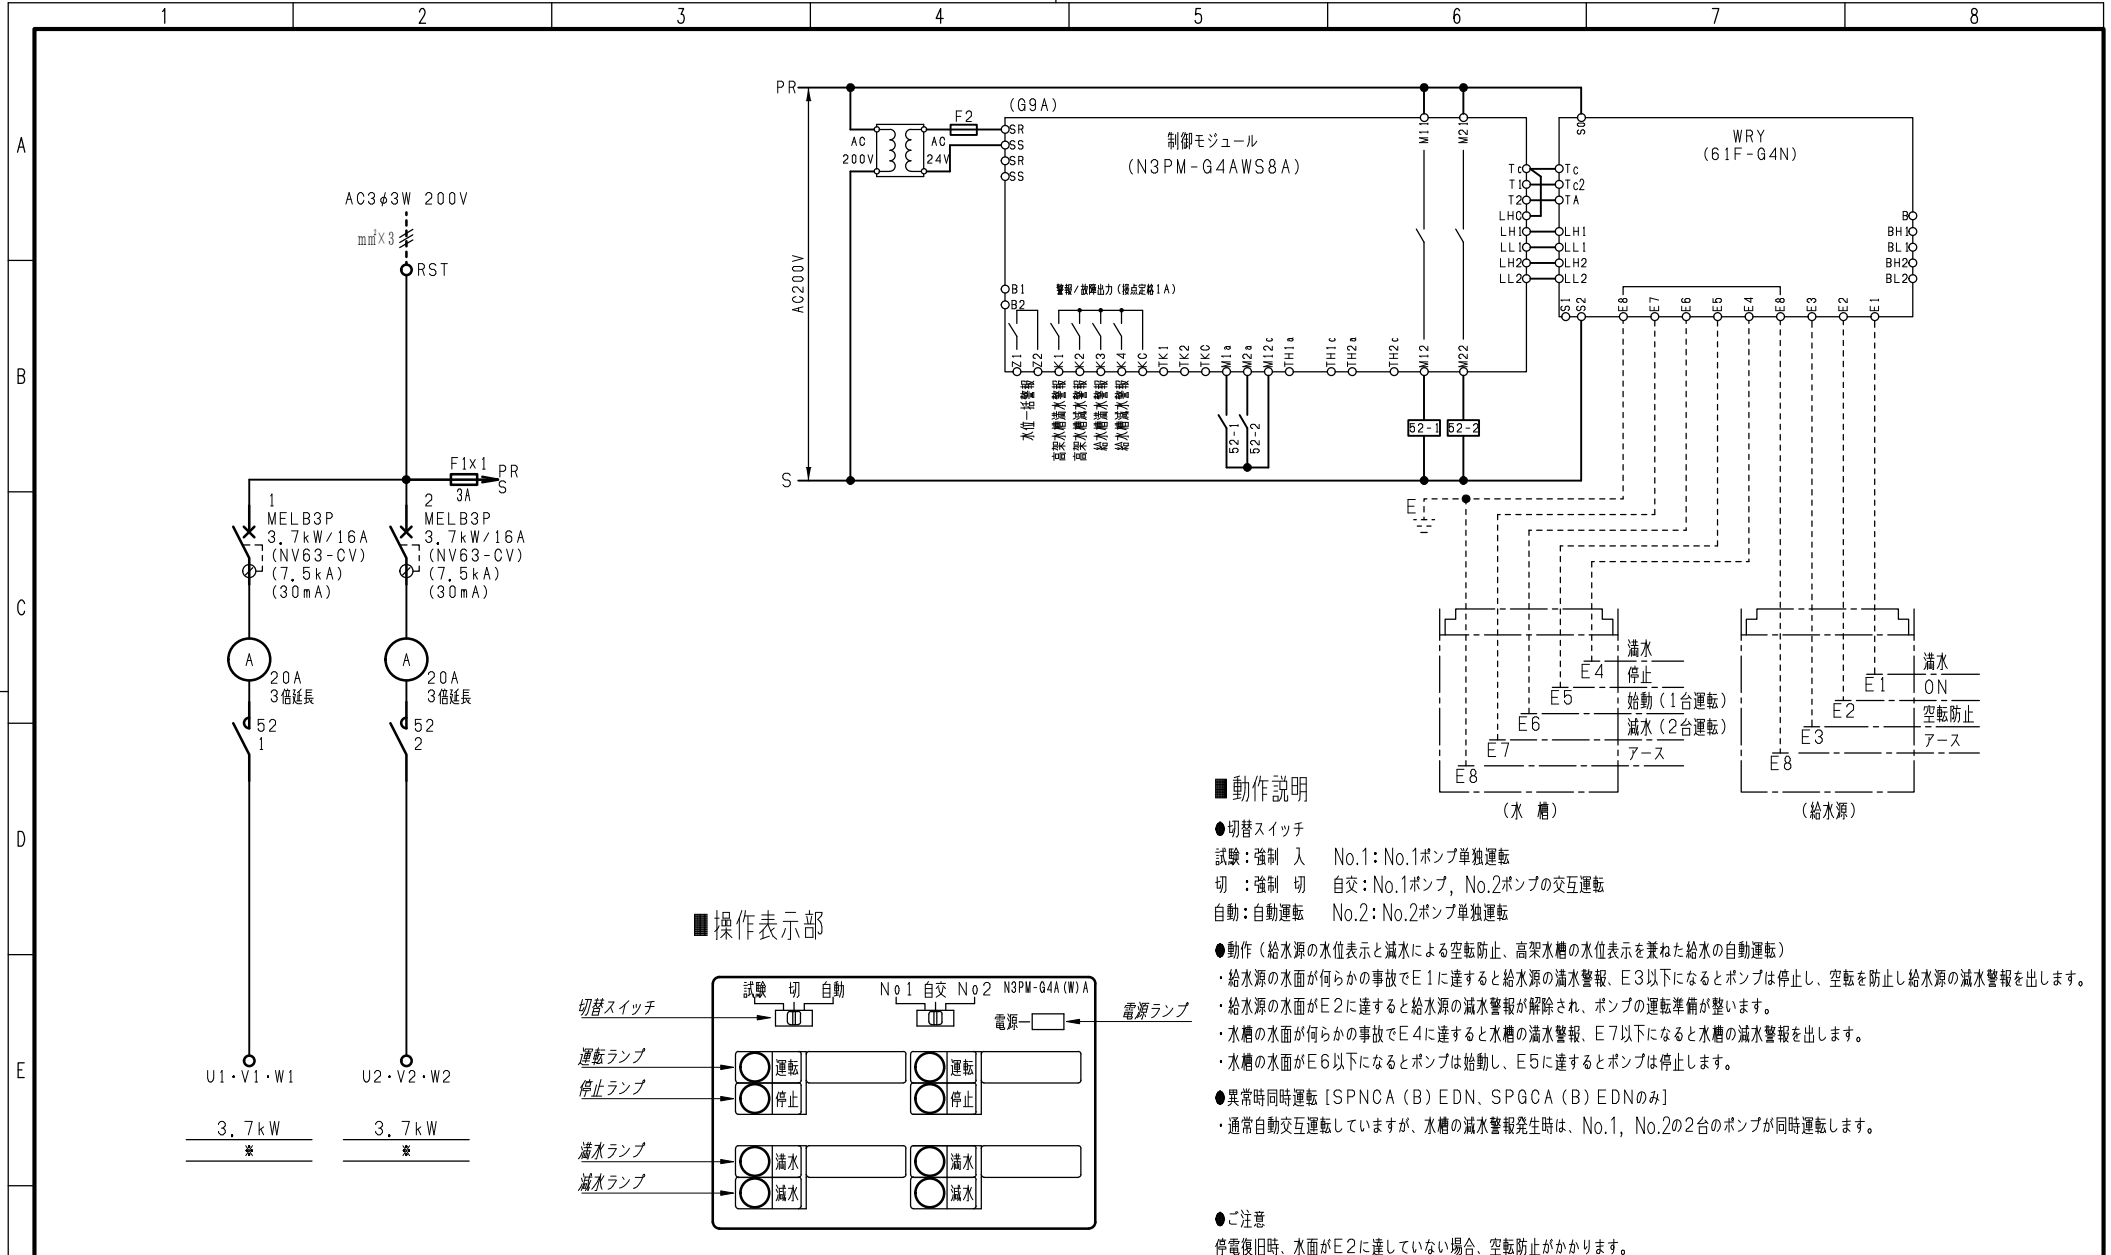 1 2 3 4 5 6 7 8
A
B
C
D
E
AC3φ3W 200V
mm²×3
RST
F1×1
3A
PR
S
1
MELB3P
3.7kW/16A
(NV63-CV)
(7.5kA)
(30mA)
2
MELB3P
3.7kW/16A
(NV63-CV)
(7.5kA)
(30mA)
A
20A
3倍延長
A
20A
3倍延長
52
1
52
2
U1・V1・W1
U2・V2・W2
3.7kW
※
3.7kW
※
PR
AC200V
S
AC
200V
AC
24V
F2
(G9A)
SR
SS
SR
SS
制御モジュール
(N3PM-G4AWS8A)
M11
M21
B1
B2
警報/故障出力(接点定格1A)
Z1
Z2
K1
K2
K3
K4
KC
TK1
TK2
TKC
M1a
M2a
M12c
TH1a
TH1c
TH2a
TH2c
M12
M22
水位一括警報
高架水槽満水警報
高架水槽減水警報
給水槽満水警報
給水槽減水警報
52-1
52-2
52-1
52-2
Tc
T1
T2
LHC
LH1
LL1
LH2
LL2
S0
WRY
(61F-G4N)
Tc
Tc2
TA
LH1
LL1
LH2
LL2
B
BH1
BL1
BH2
BL2
S1
S2
E8
E7
E6
E5
E4
E8
E3
E2
E1
E
満水
E4
停止
E5
始動(1台運転)
E6
減水(2台運転)
E7
アース
E8
(水 槽)
満水
E1
ON
E2
空転防止
E3
アース
E8
(給水源)
■動作説明
●切替スイッチ
試験:強制 入 No.1:No.1ポンプ単独運転
切 :強制 切 自交:No.1ポンプ, No.2ポンプの交互運転
自動:自動運転 No.2:No.2ポンプ単独運転
●動作(給水源の水位表示と減水による空転防止、高架水槽の水位表示を兼ねた給水の自動運転)
・給水源の水面が何らかの事故でE1に達すると給水源の満水警報、E3以下になるとポンプは停止し、空転を防止し給水源の減水警報を出します。
・給水源の水面がE2に達すると給水源の減水警報が解除され、ポンプの運転準備が整います。
・水槽の水面が何らかの事故でE4に達すると水槽の満水警報、E7以下になると水槽の減水警報を出します。
・水槽の水面がE6以下になるとポンプは始動し、E5に達するとポンプは停止します。
●異常時同時運転[SPNCA(B)EDN、SPGCA(B)EDNのみ]
・通常自動交互運転していますが、水槽の減水警報発生時は、No.1, No.2の2台のポンプが同時運転します。
●ご注意
停電復旧時、水面がE2に達していない場合、空転防止がかかります。
■操作表示部
試験 切 自動 No1 自交 No2 N3PM-G4A(W)A
切替スイッチ
電源
電源ランプ
運転ランプ
運転
運転
停止ランプ
停止
停止
満水ランプ
満水
満水
減水ランプ
減水
減水